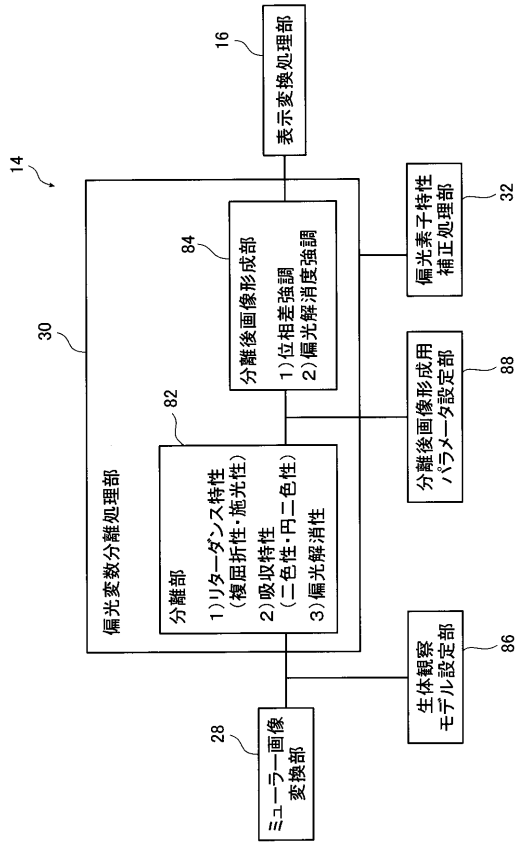 14
30
偏光変数分離処理部
28
ミューラー画像
変換部
82
分離部
1)リターダンス特性
(複屈折性・施光性)
2)吸収特性
(二色性・円二色性)
3)偏光解消性
84
分離後画像形成部
1)位相差強調
2)偏光解消度強調
16
表示変換処理部
生体観察
モデル設定部
86
分離後画像形成用
パラメータ設定部
88
偏光素子特性
補正処理部
32